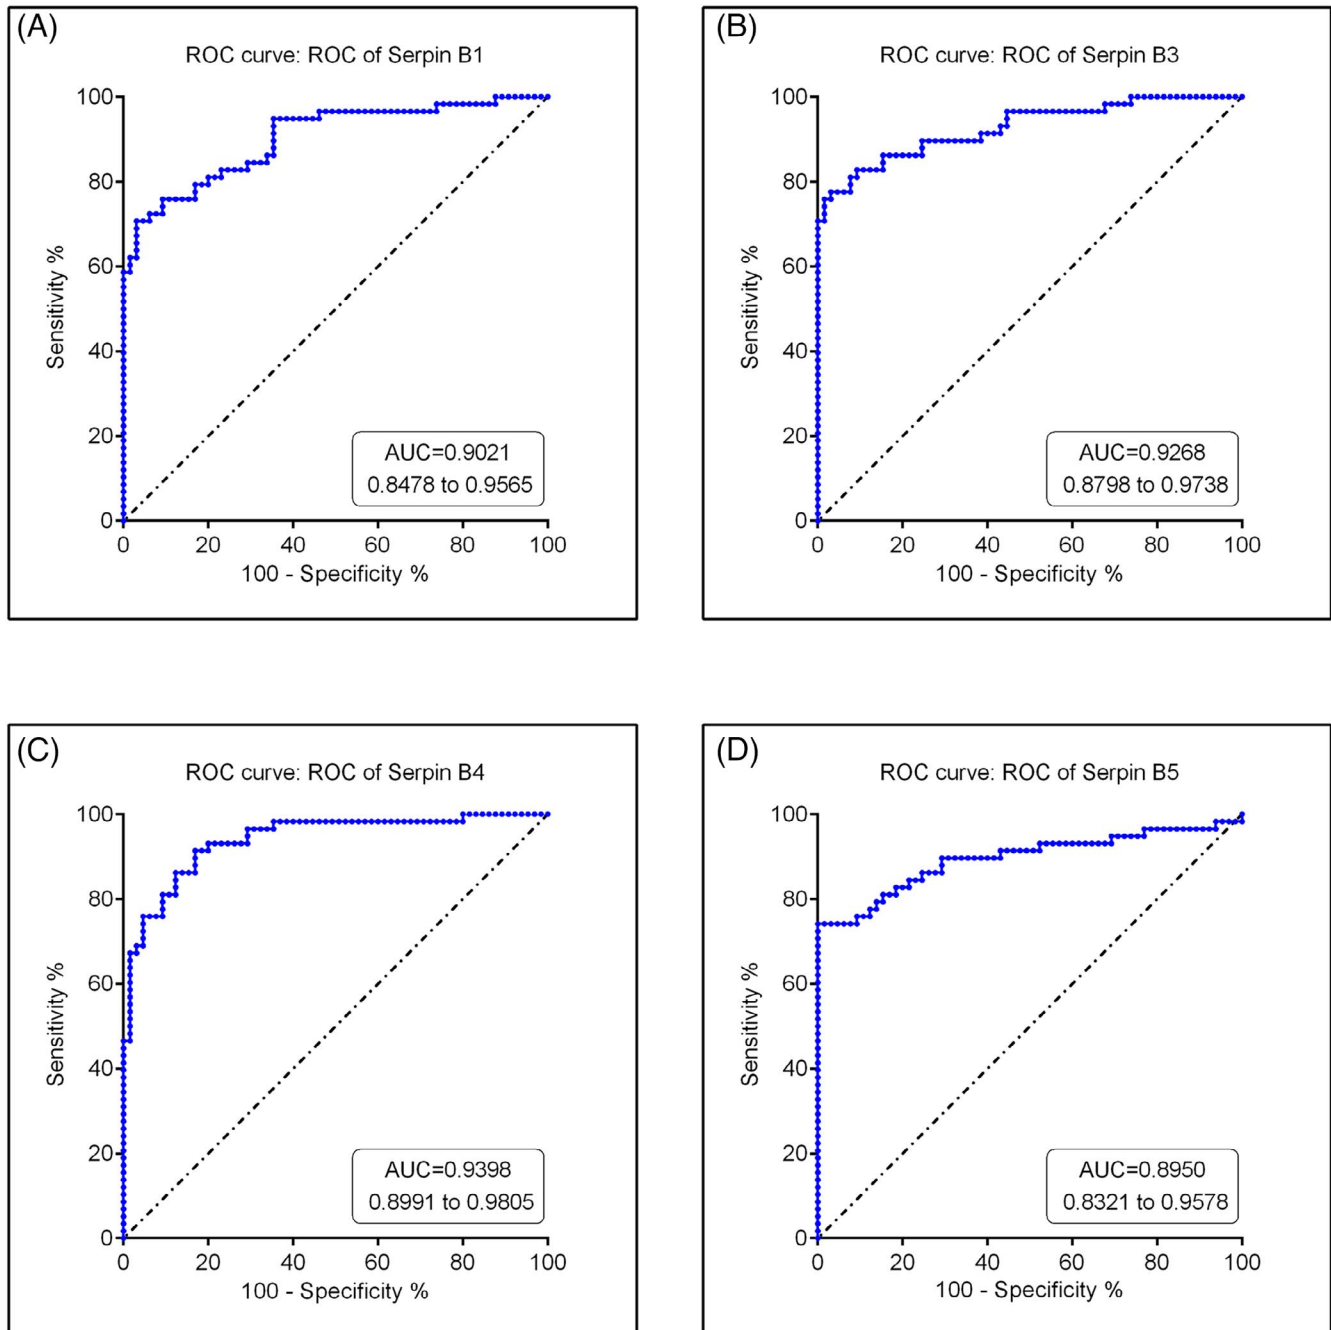 (A)
ROC curve: ROC of Serpin B1
100
80
60
40
20
0
Sensitivity %
AUC=0.9021
0.8478 to 0.9565
0 20 40 60 80 100
100 - Specificity %
(B)
ROC curve: ROC of Serpin B3
100
80
60
40
20
0
Sensitivity %
AUC=0.9268
0.8798 to 0.9738
0 20 40 60 80 100
100 - Specificity %
(C)
ROC curve: ROC of Serpin B4
100
80
60
40
20
0
Sensitivity %
AUC=0.9398
0.8991 to 0.9805
0 20 40 60 80 100
100 - Specificity %
(D)
ROC curve: ROC of Serpin B5
100
80
60
40
20
0
Sensitivity %
AUC=0.8950
0.8321 to 0.9578
0 20 40 60 80 100
100 - Specificity %